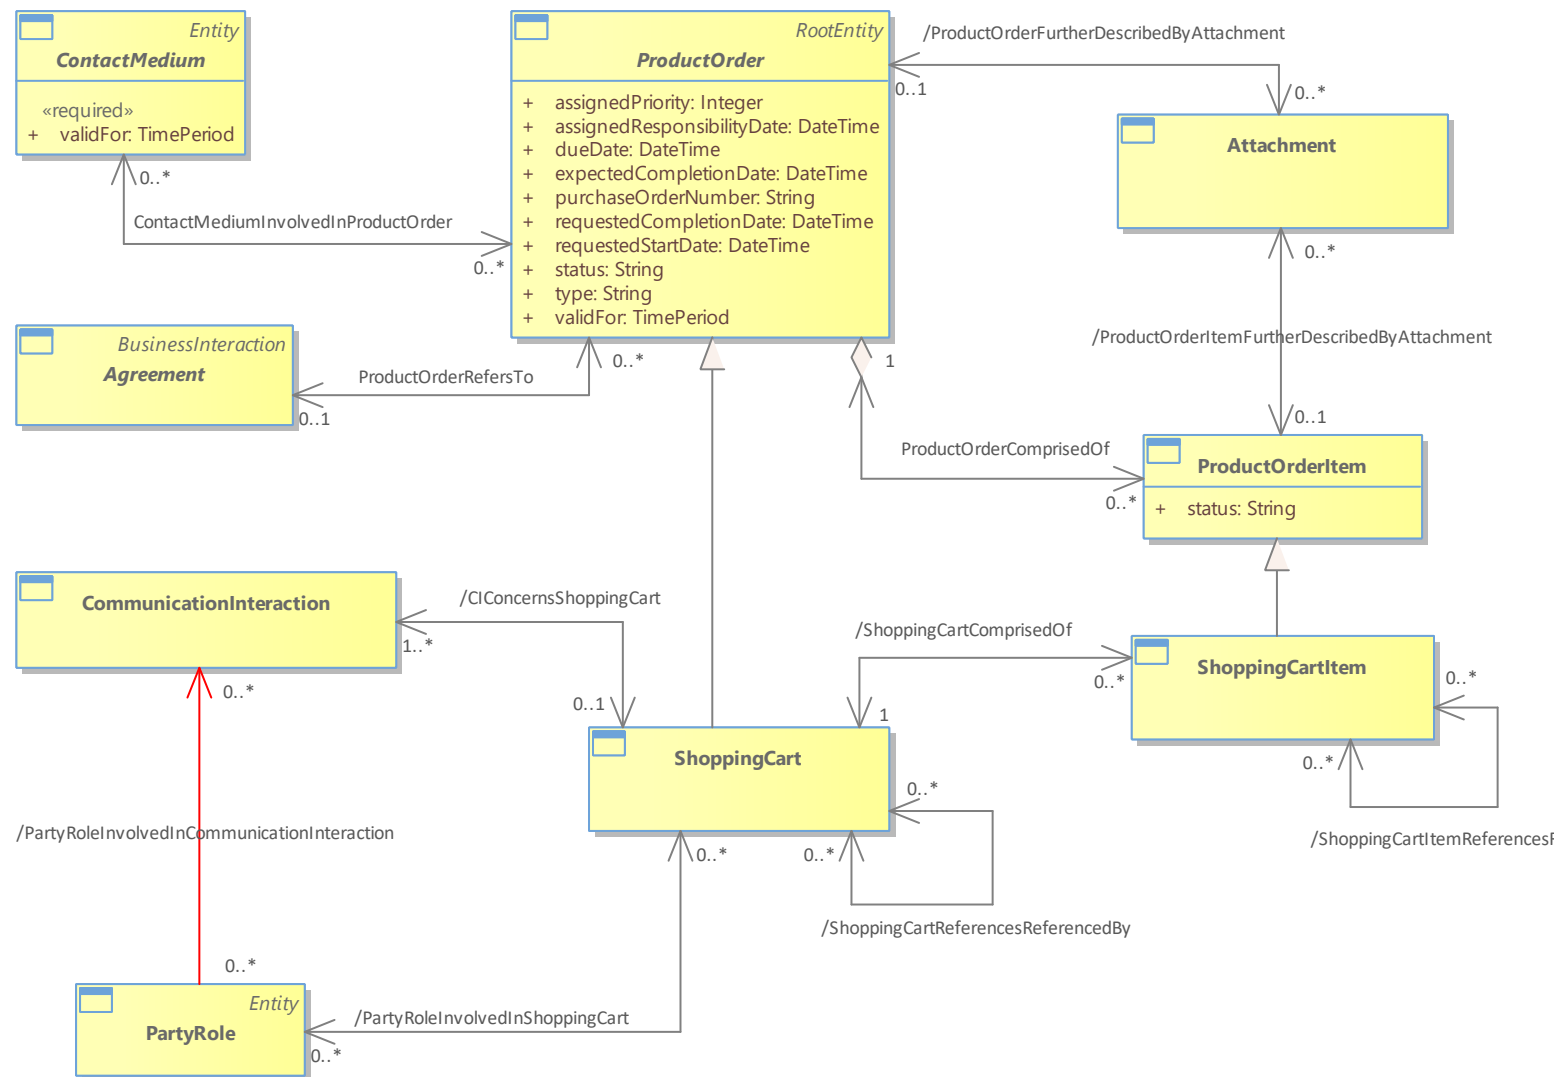 Entity
ContactMedium
«required»
+ validFor: TimePeriod
0..*
ContactMediumInvolvedInProductOrder
0..*
RootEntity
ProductOrder
+ assignedPriority: Integer
+ assignedResponsibilityDate: DateTime
+ dueDate: DateTime
+ expectedCompletionDate: DateTime
+ purchaseOrderNumber: String
+ requestedCompletionDate: DateTime
+ requestedStartDate: DateTime
+ status: String
+ type: String
+ validFor: TimePeriod
/ProductOrderFurtherDescribedByAttachment
0..1
0..*
Attachment
0..*
/ProductOrderItemFurtherDescribedByAttachment
0..1
BusinessInteraction
Agreement
ProductOrderRefersTo
0..*
0..1
1
ProductOrderComprisedOf
0..*
ProductOrderItem
+ status: String
CommunicationInteraction
/CIConcernsShoppingCart
1..*
0..1
0..*
/ShoppingCartComprisedOf
0..*
1
ShoppingCartItem
0..*
0..*
/ShoppingCartItemReferences
ShoppingCart
0..*
0..*
0..*
/ShoppingCartReferencesReferencedBy
/PartyRoleInvolvedInCommunicationInteraction
0..*
Entity
PartyRole
/PartyRoleInvolvedInShoppingCart
0..*